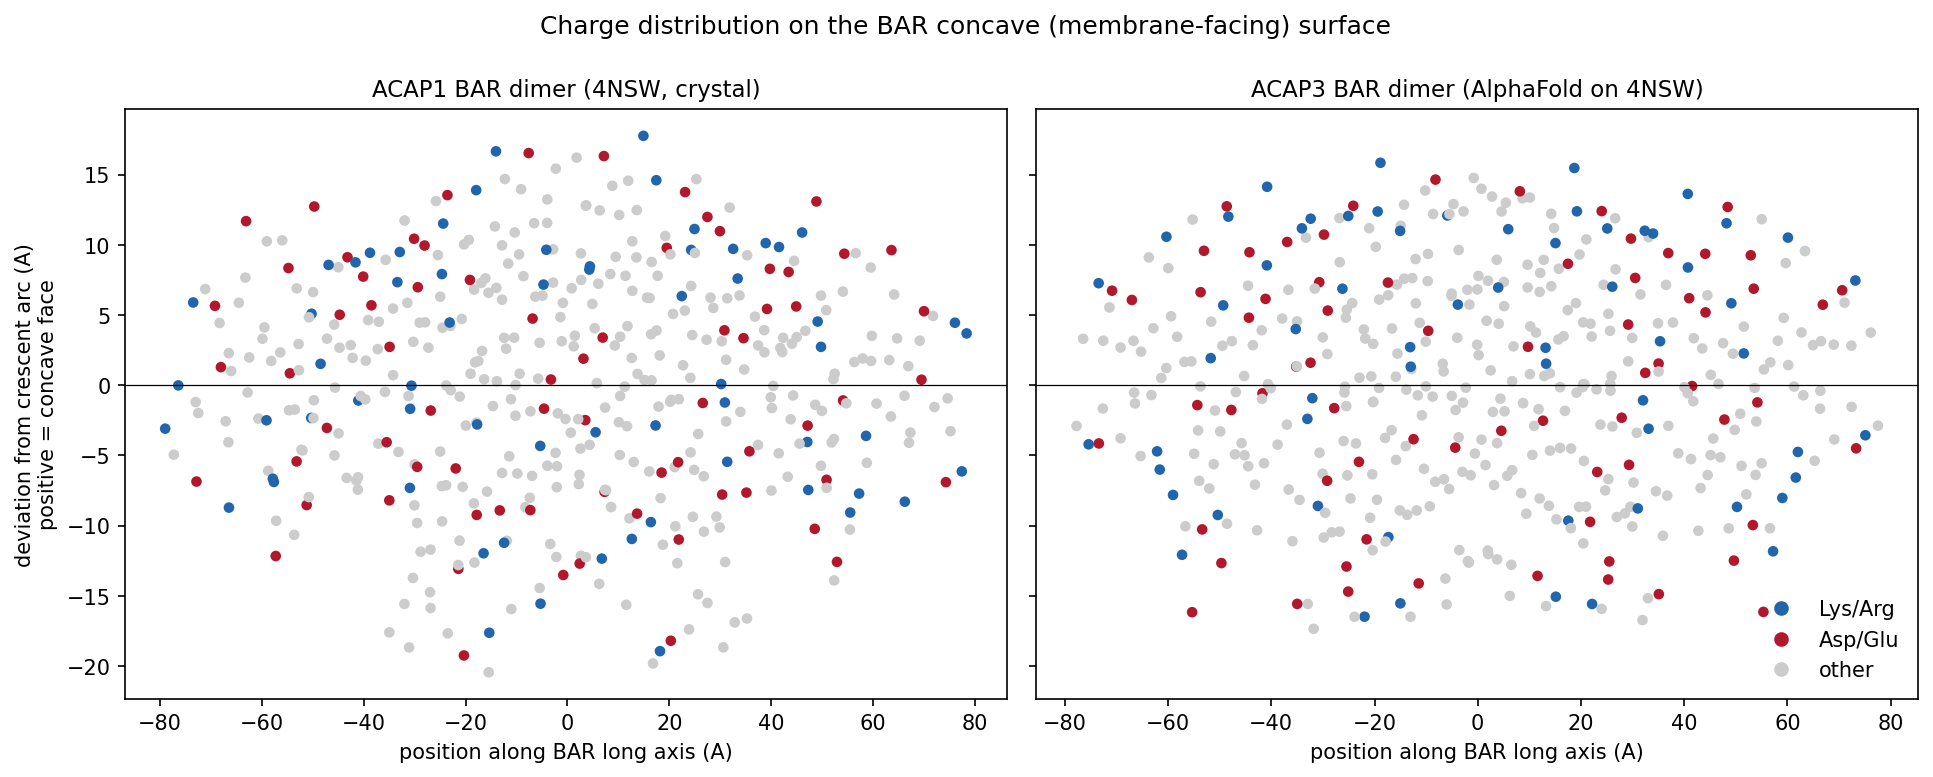 Charge distribution on the BAR concave (membrane-facing) surface
ACAP1 BAR dimer (4NSW, crystal)
ACAP3 BAR dimer (AlphaFold on 4NSW)
deviation from crescent arc (A)
positive = concave face
15
10
5
0
−5
−10
−15
−20
−80 −60 −40 −20 0 20 40 60 80
−80 −60 −40 −20 0 20 40 60 80
position along BAR long axis (A)
position along BAR long axis (A)
Lys/Arg
Asp/Glu
other